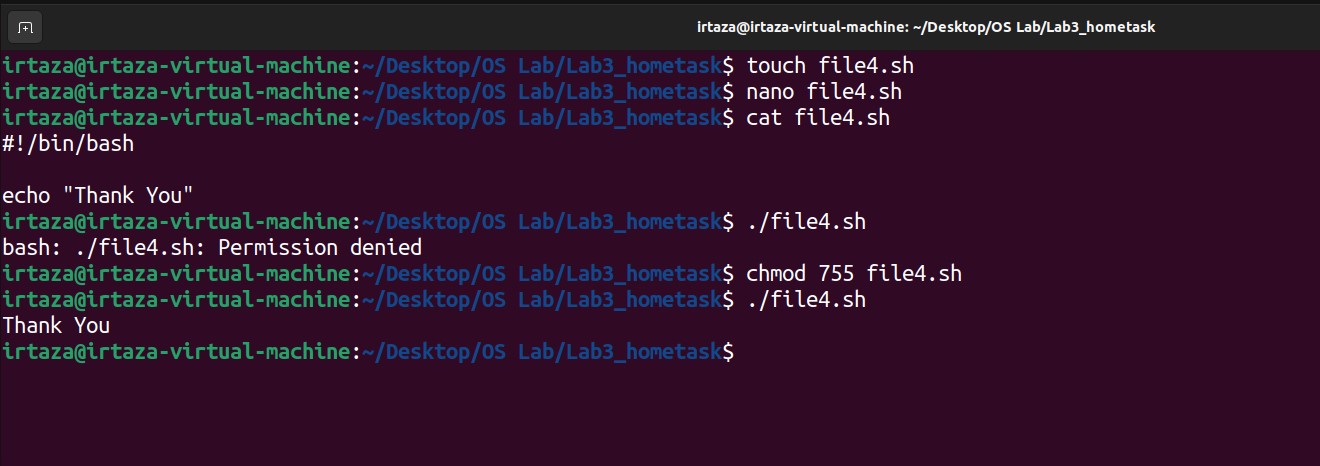 irtaza@irtaza-virtual-machine: ~/Desktop/OS Lab/Lab3_hometask
irtaza@irtaza-virtual-machine:~/Desktop/OS Lab/Lab3_hometask$ touch file4.sh
irtaza@irtaza-virtual-machine:~/Desktop/OS Lab/Lab3_hometask$ nano file4.sh
irtaza@irtaza-virtual-machine:~/Desktop/OS Lab/Lab3_hometask$ cat file4.sh
#!/bin/bash
echo "Thank You"
irtaza@irtaza-virtual-machine:~/Desktop/OS Lab/Lab3_hometask$ ./file4.sh
bash: ./file4.sh: Permission denied
irtaza@irtaza-virtual-machine:~/Desktop/OS Lab/Lab3_hometask$ chmod 755 file4.sh
irtaza@irtaza-virtual-machine:~/Desktop/OS Lab/Lab3_hometask$ ./file4.sh
Thank You
irtaza@irtaza-virtual-machine:~/Desktop/OS Lab/Lab3_hometask$